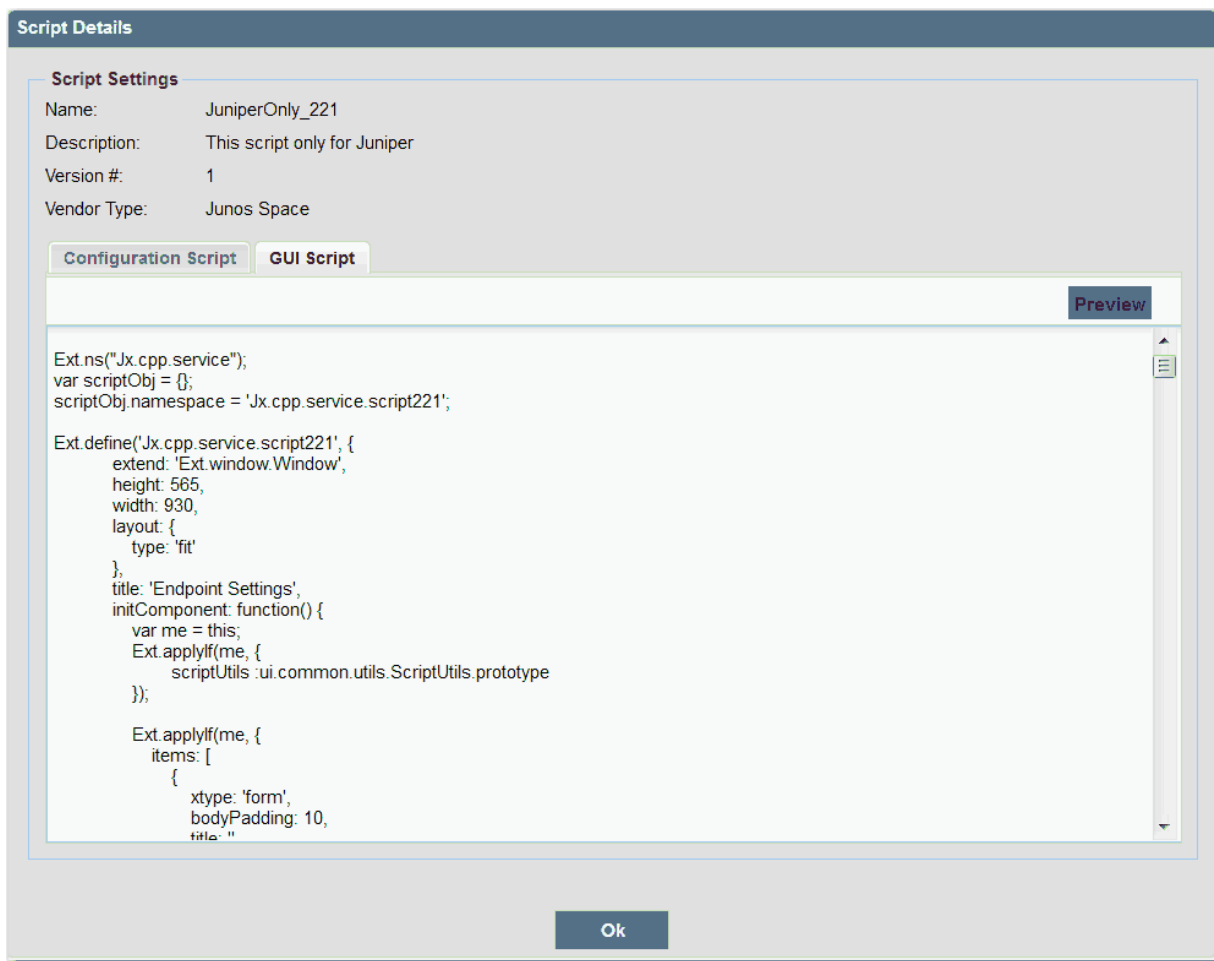 Script Details
Script Settings
Name: JuniperOnly_221
Description: This script only for Juniper
Version #: 1
Vendor Type: Junos Space
Configuration Script GUI Script
Preview
Ext.ns("Jx.cpp.service");
var scriptObj = {};
scriptObj.namespace = 'Jx.cpp.service.script221';
Ext.define('Jx.cpp.service.script221', {
extend: 'Ext.window.Window',
height: 565,
width: 930,
layout: {
type: 'fit'
},
title: 'Endpoint Settings',
initComponent: function() {
var me = this;
Ext.applyIf(me, {
scriptUtils :ui.common.utils.ScriptUtils.prototype
});
Ext.applyIf(me, {
items: [
{
xtype: 'form',
bodyPadding: 10,
title: ''
Ok